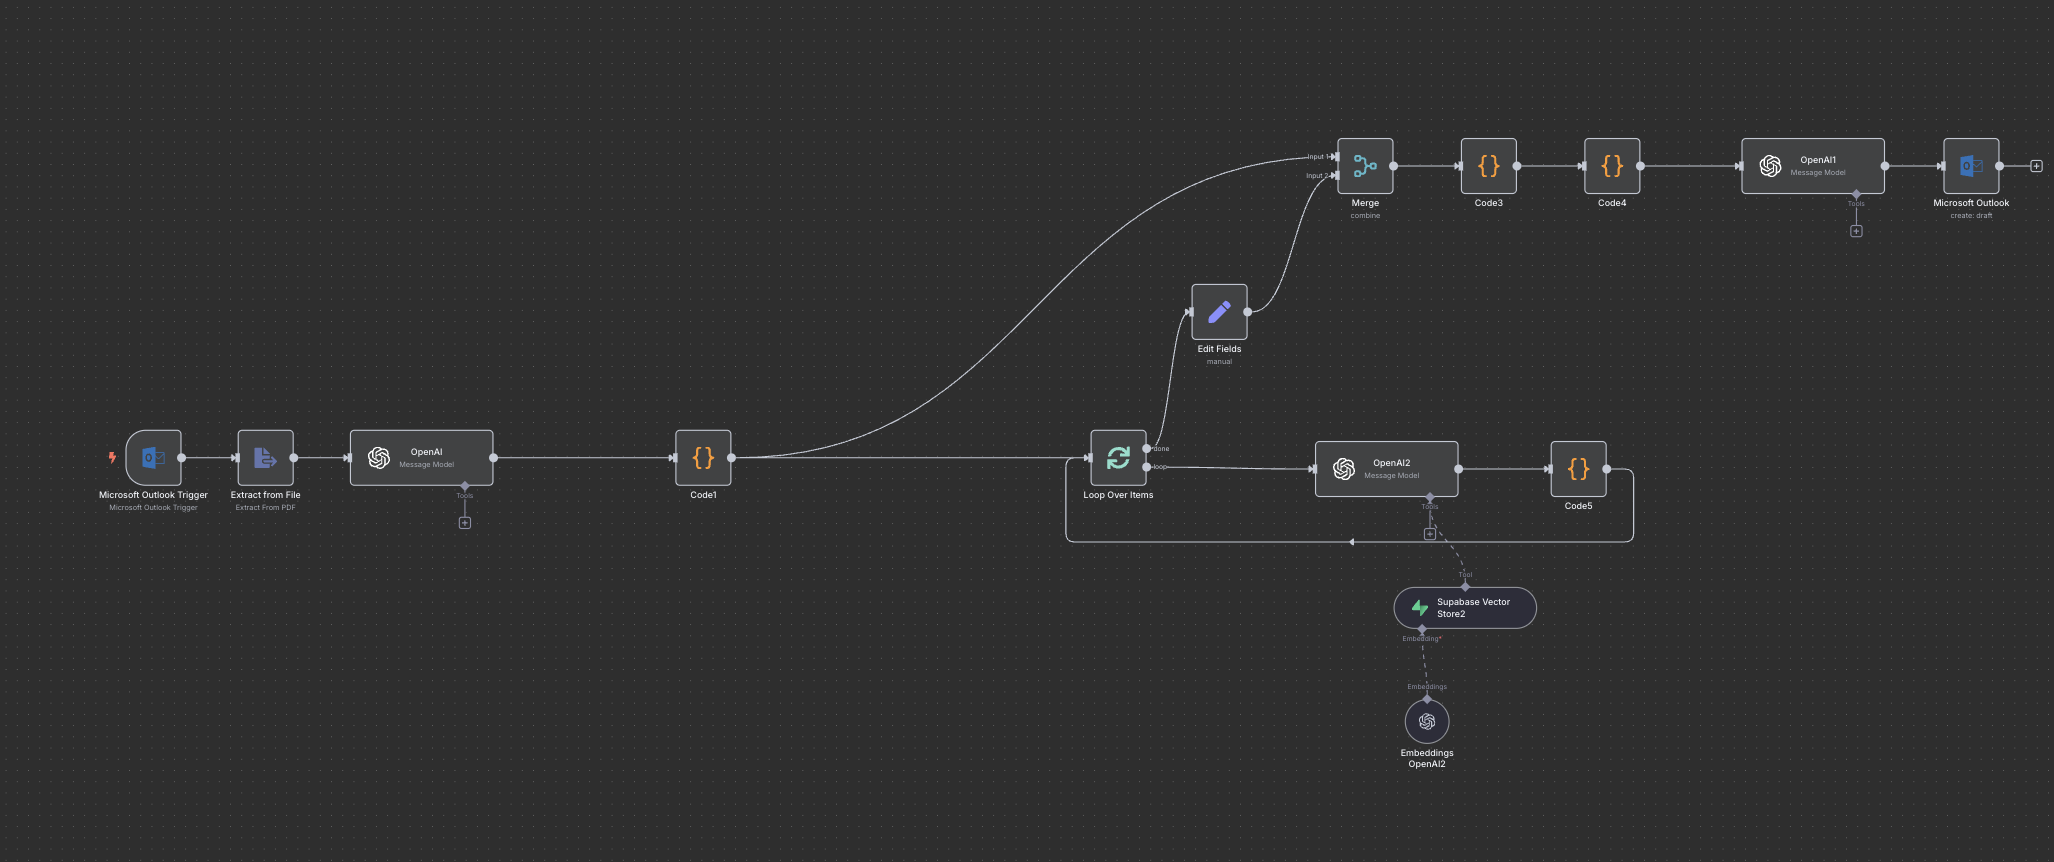 Input 1
Input 2
Merge
combine
Code3
Code4
OpenAI1
Message Model
Tools
Microsoft Outlook
create: draft
Edit Fields
manual
Microsoft Outlook Trigger
Microsoft Outlook Trigger
Extract from File
Extract From PDF
OpenAI
Message Model
Tools
Code1
Loop Over Items
done
loop
OpenAI2
Message Model
Tools
Code5
Tool
Supabase Vector
Store2
Embedding*
Embeddings
Embeddings
OpenAI2